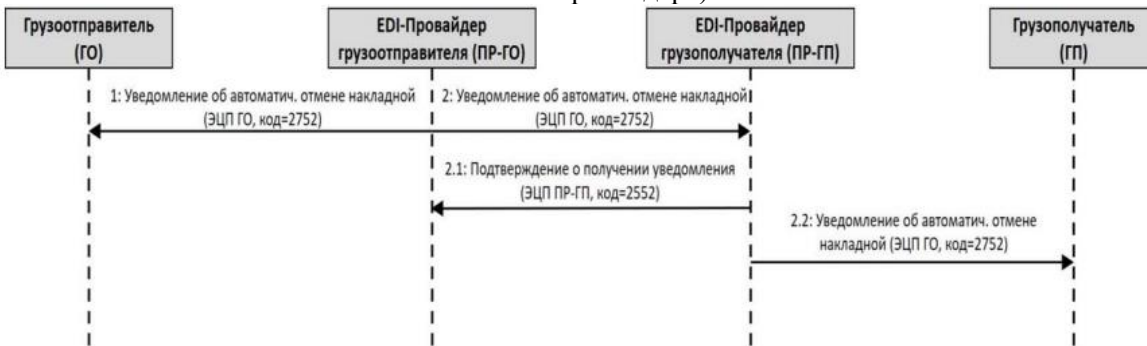 Грузоотправитель
(ГО)
EDI-Провайдер
грузоотправителя (ПР-ГО)
EDI-Провайдер
грузополучателя (ПР-ГП)
Грузополучатель
(ГП)
1: Уведомление об автоматич. отмене накладной
(ЭЦП ГО, код=2752)
2: Уведомление об автоматич. отмене накладной
(ЭЦП ГО, код=2752)
2.1: Подтверждение о получении уведомления
(ЭЦП ПР-ГП, код=2552)
2.2: Уведомление об автоматич. отмене
накладной (ЭЦП ГО, код=2752)